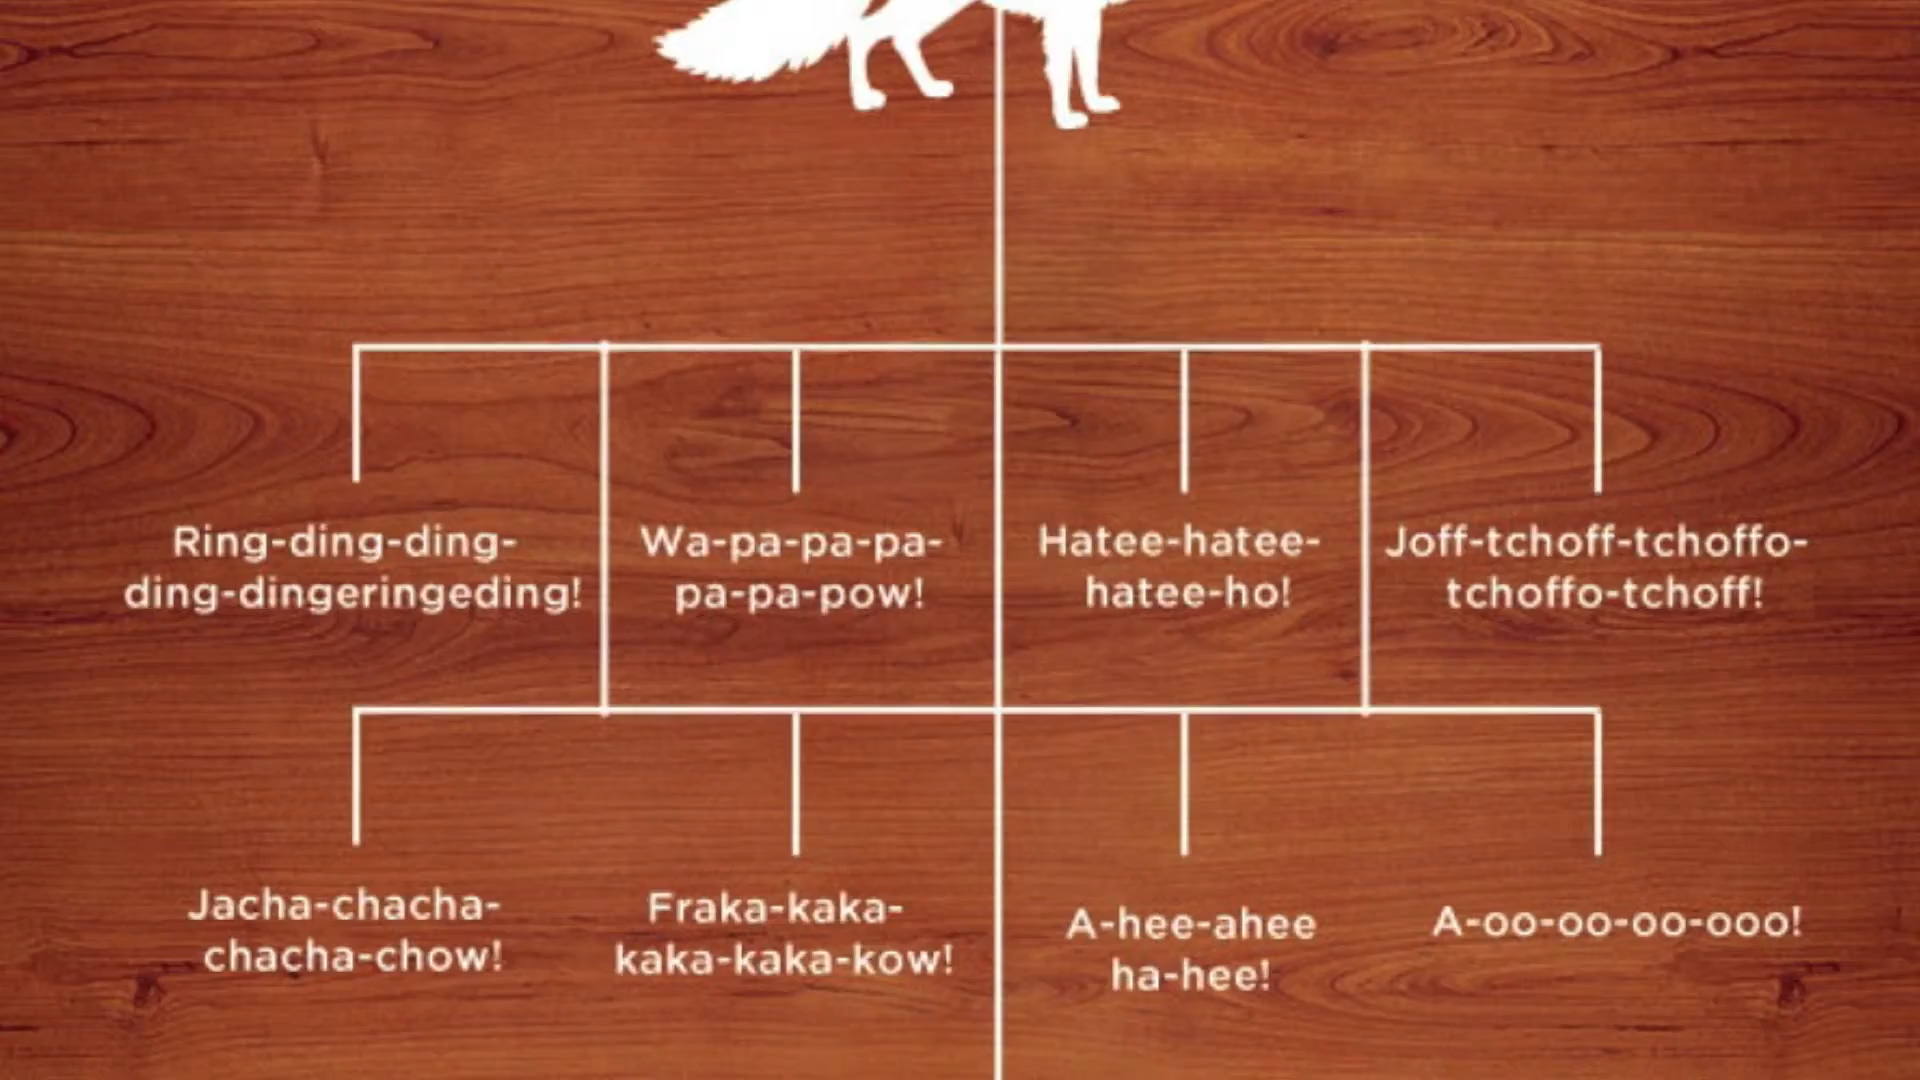 Ring-ding-ding-
ding-dingeringeding!
Wa-pa-pa-pa-
pa-pa-pow!
Hatee-hatee-
hatee-ho!
Joff-tchoff-tchoffo-
tchoffo-tchoff!
Jacha-chacha-
chacha-chow!
Fraka-kaka-
kaka-kaka-kow!
A-hee-ahee
ha-hee!
A-oo-oo-oo-ooo!